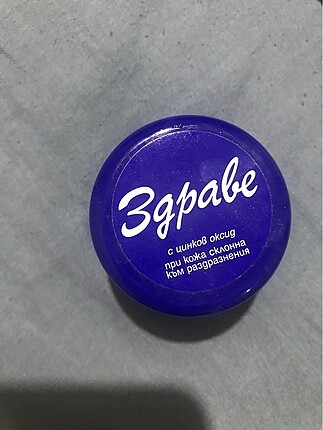 Здраве
с цинков оксид
при кожа склонна
към раздразнения